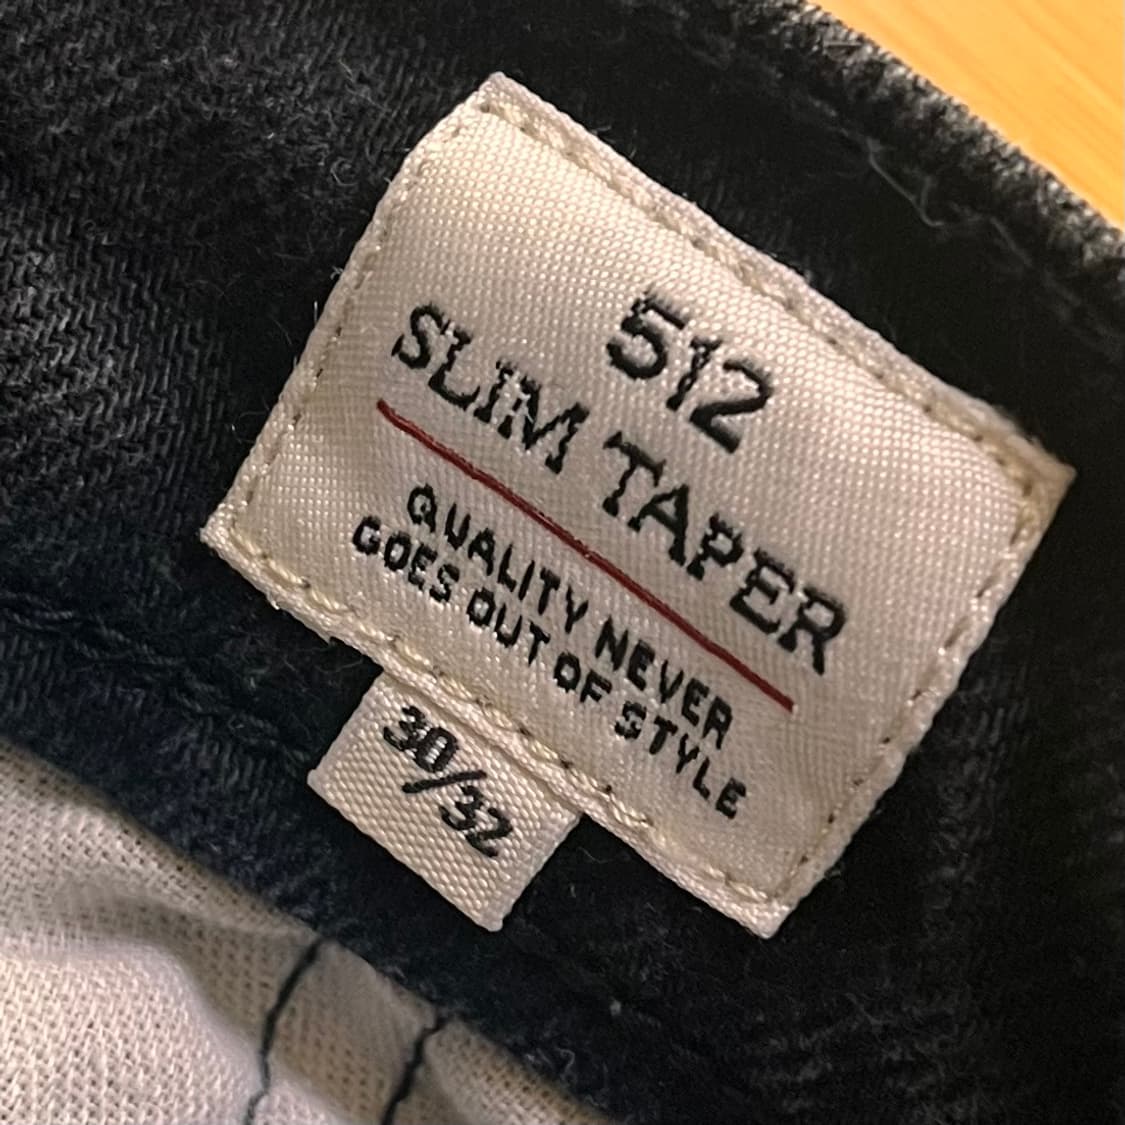 512
SLIM TAPER
QUALITY NEVER
GOES OUT OF STYLE
30/32